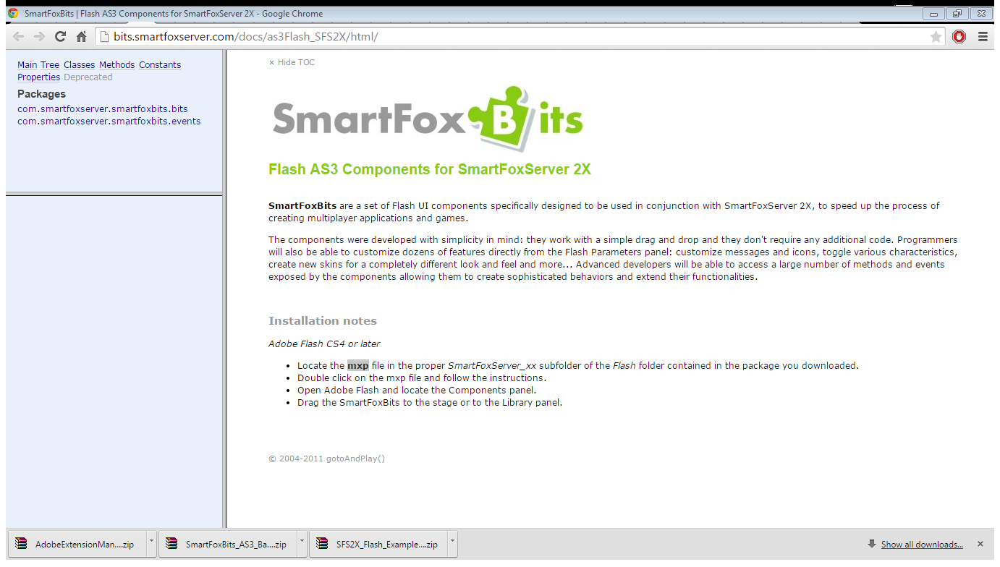 SmartFoxBits | Flash AS3 Components for SmartFoxServer 2X - Google Chrome
bits.smartfoxserver.com/docs/as3Flash_SFS2X/html/
Main Tree Classes Methods Constants
Properties Deprecated
Packages
com.smartfoxserver.smartfoxbits.bits
com.smartfoxserver.smartfoxbits.events
× Hide TOC
SmartFoxBits
Flash AS3 Components for SmartFoxServer 2X
SmartFoxBits are a set of Flash UI components specifically designed to be used in conjunction with SmartFoxServer 2X, to speed up the process of
creating multiplayer applications and games.
The components were developed with simplicity in mind: they work with a simple drag and drop and they don't require any additional code. Programmers
will also be able to customize dozens of features directly from the Flash Parameters panel: customize messages and icons, toggle various characteristics,
create new skins for a completely different look and feel and more... Advanced developers will be able to access a large number of methods and events
exposed by the components allowing them to create sophisticated behaviors and extend their functionalities.
Installation notes
Adobe Flash CS4 or later
• Locate the mxp file in the proper SmartFoxServer_xx subfolder of the Flash folder contained in the package you downloaded.
• Double click on the mxp file and follow the instructions.
• Open Adobe Flash and locate the Components panel.
• Drag the SmartFoxBits to the stage or to the Library panel.
© 2004-2011 gotoAndPlay()
AdobeExtensionMan....zip
SmartFoxBits_AS3_Ba....zip
SFS2X_Flash_Example....zip
Show all downloads...